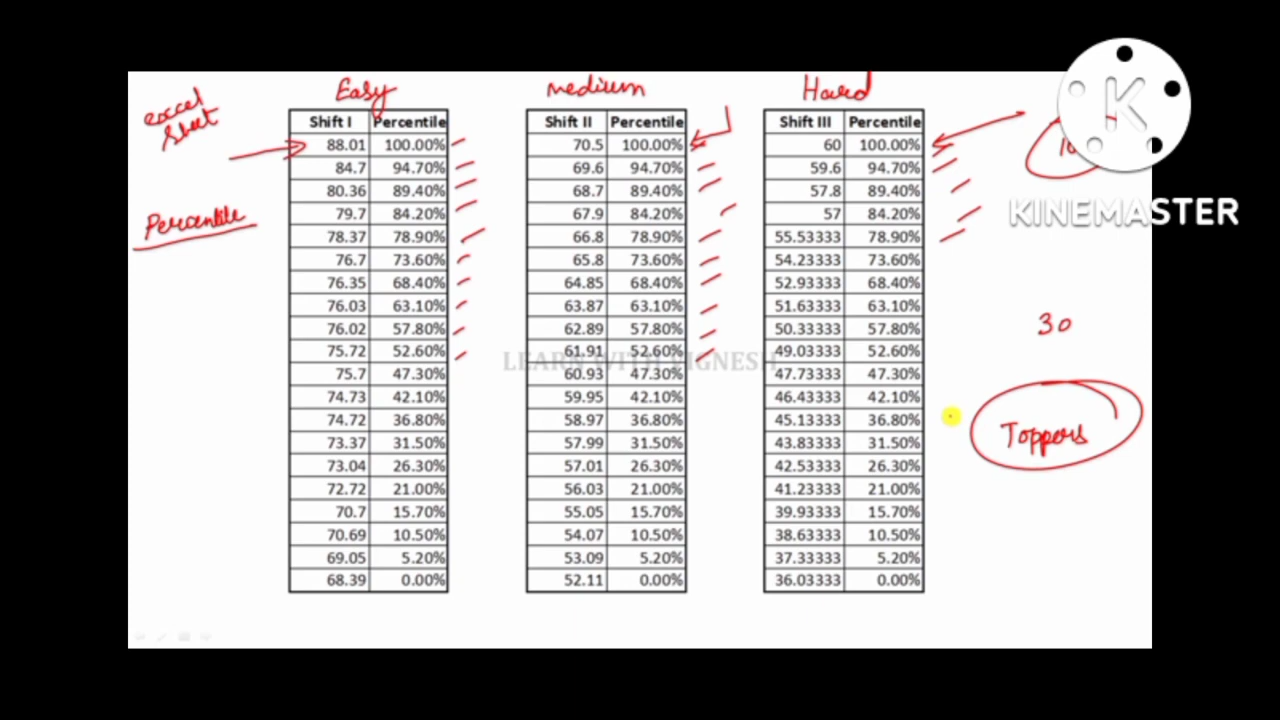 Easy medium Hard
excel
Sheet
Percentile
Shift I Percentile Shift II Percentile Shift III Percentile
88.01 100.00% 70.5 100.00% 60 100.00%
84.7 94.70% 69.6 94.70% 59.6 94.70%
80.36 89.40% 68.7 89.40% 57.8 89.40%
79.7 84.20% 67.9 84.20% 57 84.20%
78.37 78.90% 66.8 78.90% 55.53333 78.90%
76.7 73.60% 65.8 73.60% 54.23333 73.60%
76.35 68.40% 64.85 68.40% 52.93333 68.40%
76.03 63.10% 63.87 63.10% 51.63333 63.10%
76.02 57.80% 62.89 57.80% 50.33333 57.80%
75.72 52.60% 61.91 52.60% 49.03333 52.60%
75.7 47.30% 60.93 47.30% 47.73333 47.30%
74.73 42.10% 59.95 42.10% 46.43333 42.10%
74.72 36.80% 58.97 36.80% 45.13333 36.80%
73.37 31.50% 57.99 31.50% 43.83333 31.50%
73.04 26.30% 57.01 26.30% 42.53333 26.30%
72.72 21.00% 56.03 21.00% 41.23333 21.00%
70.7 15.70% 55.05 15.70% 39.93333 15.70%
70.69 10.50% 54.07 10.50% 38.63333 10.50%
69.05 5.20% 53.09 5.20% 37.33333 5.20%
68.39 0.00% 52.11 0.00% 36.03333 0.00%
LEARN WITH VIGNESH
K
KINEMASTER
30
Toppers